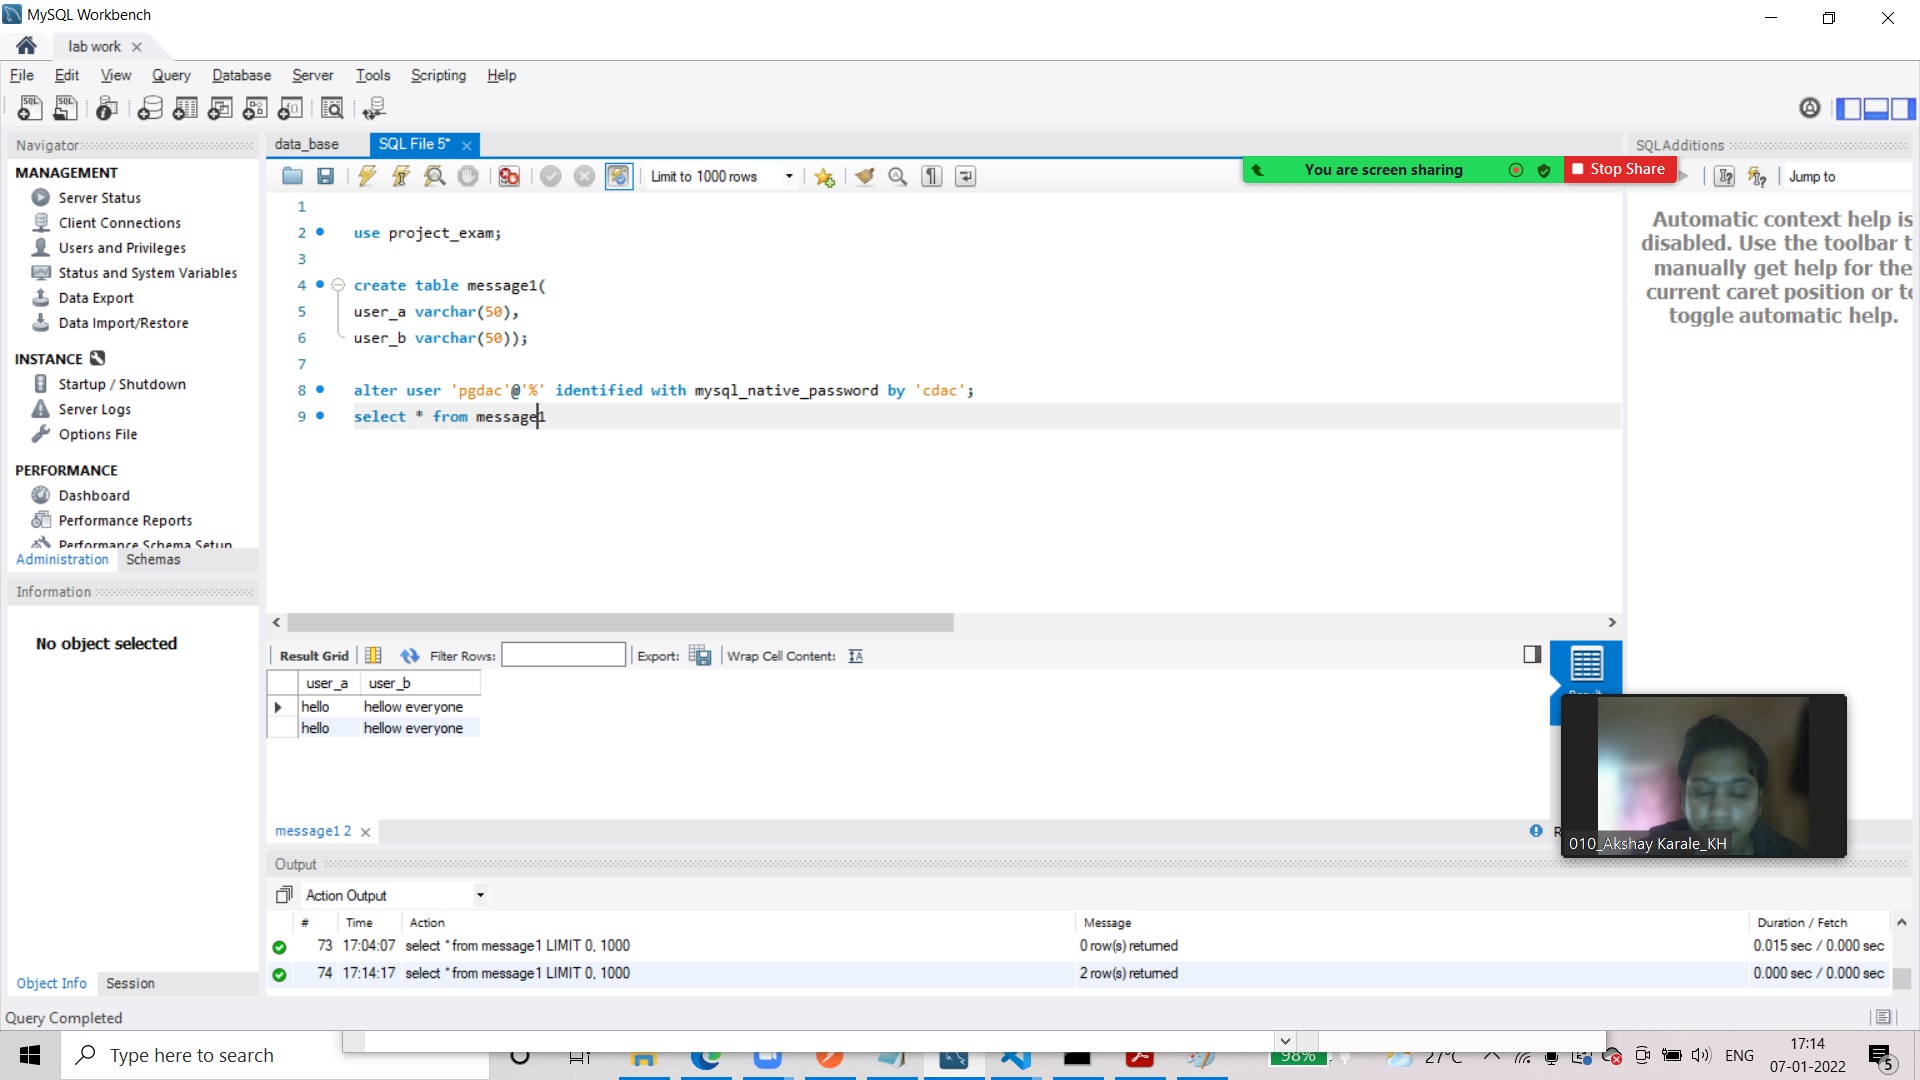 MySQL Workbench
lab work
File Edit View Query Database Server Tools Scripting Help
Navigator
MANAGEMENT
Server Status
Client Connections
Users and Privileges
Status and System Variables
Data Export
Data Import/Restore
INSTANCE
Startup / Shutdown
Server Logs
Options File
PERFORMANCE
Dashboard
Performance Reports
Performance Schema Setup
Administration Schemas
Information
No object selected
Object Info Session
Query Completed
data_base SQL File 5*
Limit to 1000 rows
You are screen sharing
Stop Share
1
2 use project_exam;
3
4 create table message1(
5 user_a varchar(50),
6 user_b varchar(50));
7
8 alter user 'pgdac'@'%' identified with mysql_native_password by 'cdac';
9 select * from message1
SQLAdditions
Jump to
Automatic context help is
disabled. Use the toolbar t
manually get help for the
current caret position or to
toggle automatic help.
Result Grid Filter Rows: Export: Wrap Cell Content:
user_a user_b
hello hellow everyone
hello hellow everyone
message1 2
010_Akshay Karale_KH
Output
Action Output
# Time Action Message Duration / Fetch
73 17:04:07 select * from message1 LIMIT 0, 1000 0 row(s) returned 0.015 sec / 0.000 sec
74 17:14:17 select * from message1 LIMIT 0, 1000 2 row(s) returned 0.000 sec / 0.000 sec
Type here to search
98%
27°C
ENG
17:14
07-01-2022
5